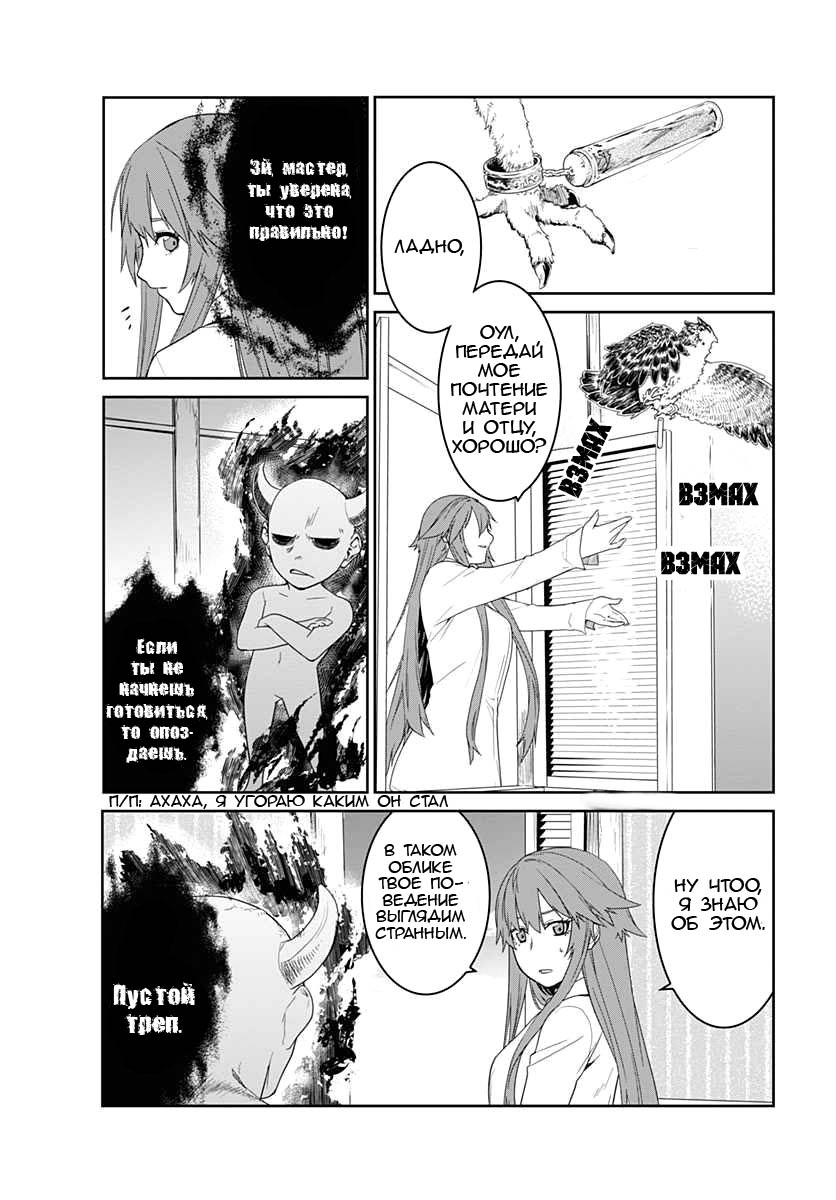 ЛАДНО,
ОУЛ,
ПЕРЕДАЙ
МОЕ
ПОЧТЕНИЕ
МАТЕРИ
И ОТЦУ,
ХОРОШО?
ВЗМАХ
ВЗМАХ
ВЗМАХ
Эй, мастер,
ты уверена,
что это
правильно!
Если
ты не
начнешь
готовиться,
то опоз-
даешь.
П/П: АХАХА, Я УГОРАЮ КАКИМ ОН СТАЛ
НУ ЧТОО,
Я ЗНАЮ
ОБ ЭТОМ.
В ТАКОМ
ОБЛИКЕ
ТВОЕ ПО-
ВЕДЕНИЕ
ВЫГЛЯДИМ
СТРАННЫМ.
Пустой
треп.